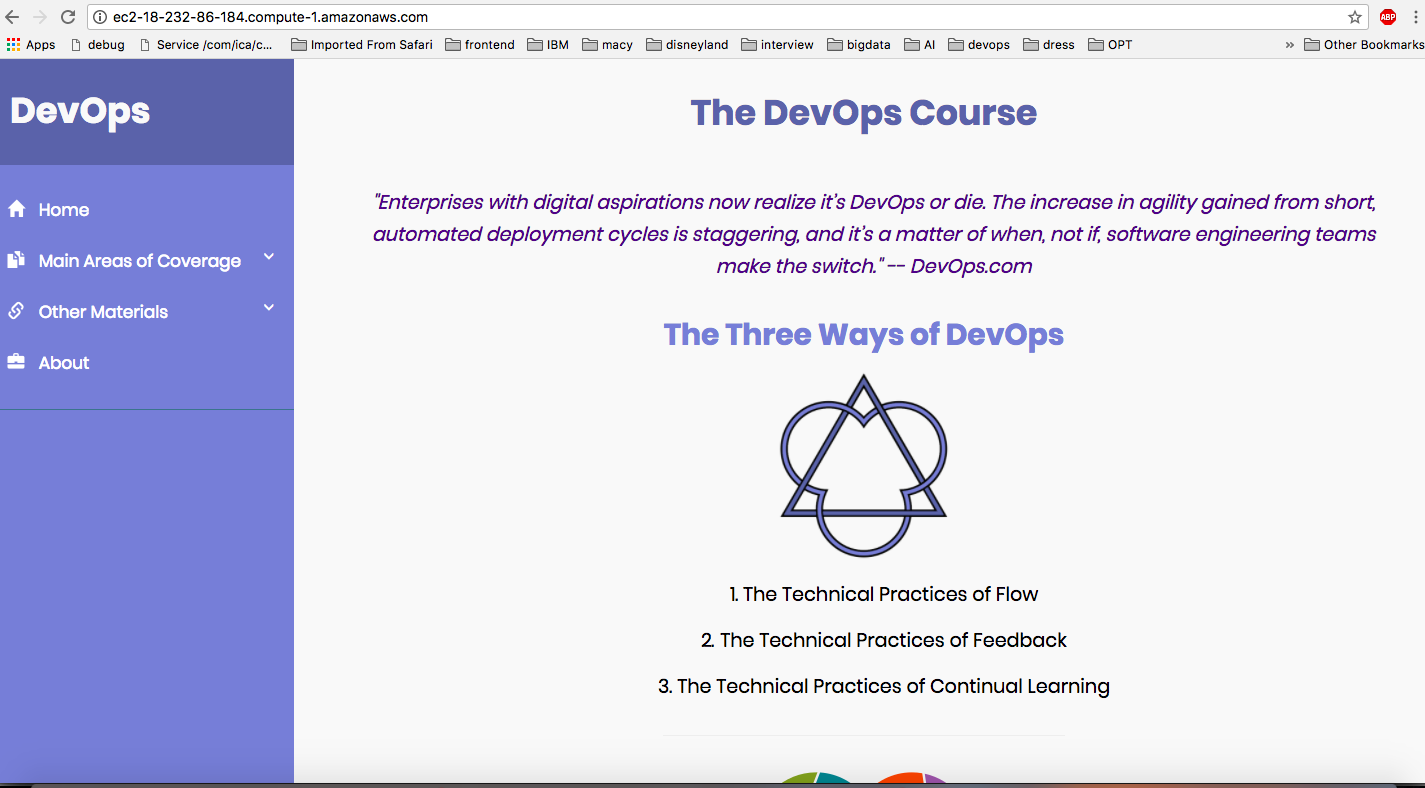 ec2-18-232-86-184.compute-1.amazonaws.com
ABP
Apps debug Service /com/ica/c... Imported From Safari frontend IBM macy disneyland interview bigdata AI devops dress OPT » Other Bookmarks
DevOps
Home
Main Areas of Coverage
Other Materials
About
The DevOps Course
"Enterprises with digital aspirations now realize it’s DevOps or die. The increase in agility gained from short,
automated deployment cycles is staggering, and it’s a matter of when, not if, software engineering teams
make the switch." -- DevOps.com
The Three Ways of DevOps
1. The Technical Practices of Flow
2. The Technical Practices of Feedback
3. The Technical Practices of Continual Learning